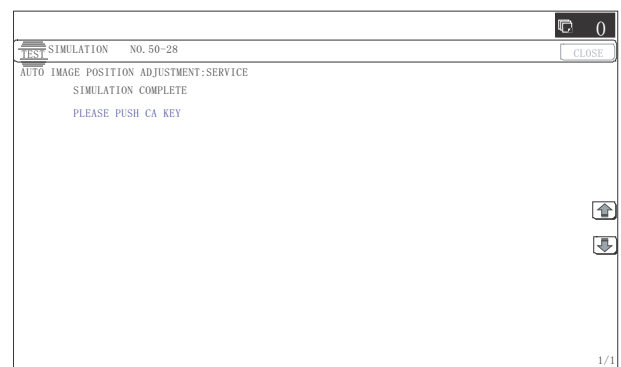 0
TEST SIMULATION NO. 50-28
CLOSE
AUTO IMAGE POSITION ADJUSTMENT:SERVICE
SIMULATION COMPLETE
PLEASE PUSH CA KEY
1/1